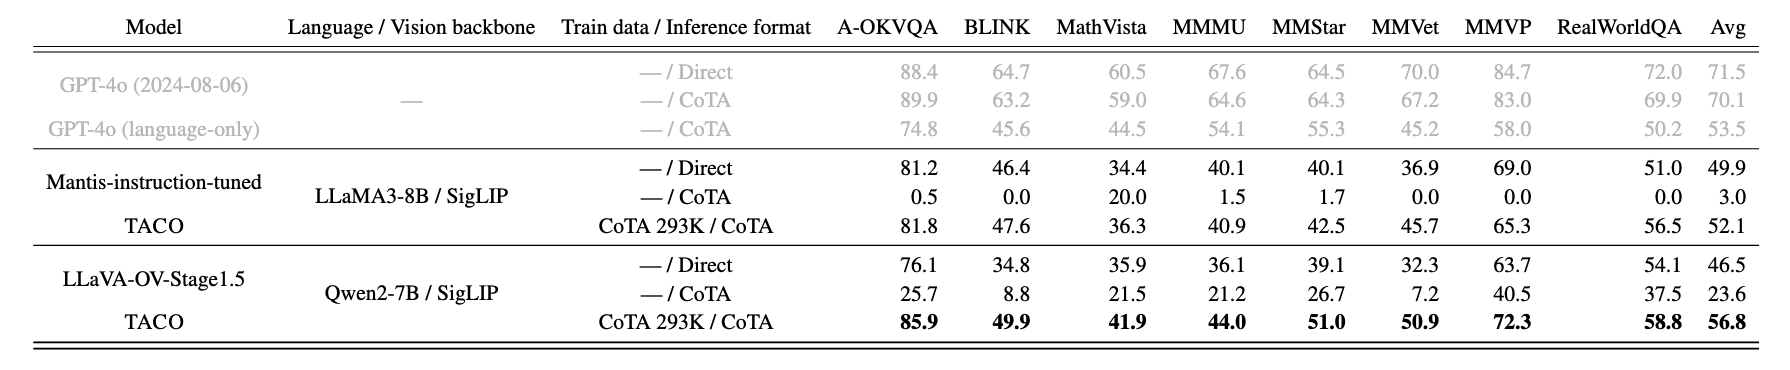 Model Language / Vision backbone Train data / Inference format A-OKVQA BLINK MathVista MMMU MMStar MMVet MMVP RealWorldQA Avg
GPT-4o (2024-08-06) — — / Direct 88.4 64.7 60.5 67.6 64.5 70.0 84.7 72.0 71.5
— / CoTA 89.9 63.2 59.0 64.6 64.3 67.2 83.0 69.9 70.1
GPT-4o (language-only) — / CoTA 74.8 45.6 44.5 54.1 55.3 45.2 58.0 50.2 53.5
Mantis-instruction-tuned LLaMA3-8B / SigLIP — / Direct 81.2 46.4 34.4 40.1 40.1 36.9 69.0 51.0 49.9
— / CoTA 0.5 0.0 20.0 1.5 1.7 0.0 0.0 0.0 3.0
TACO CoTA 293K / CoTA 81.8 47.6 36.3 40.9 42.5 45.7 65.3 56.5 52.1
LLaVA-OV-Stage1.5 Qwen2-7B / SigLIP — / Direct 76.1 34.8 35.9 36.1 39.1 32.3 63.7 54.1 46.5
— / CoTA 25.7 8.8 21.5 21.2 26.7 7.2 40.5 37.5 23.6
TACO CoTA 293K / CoTA 85.9 49.9 41.9 44.0 51.0 50.9 72.3 58.8 56.8